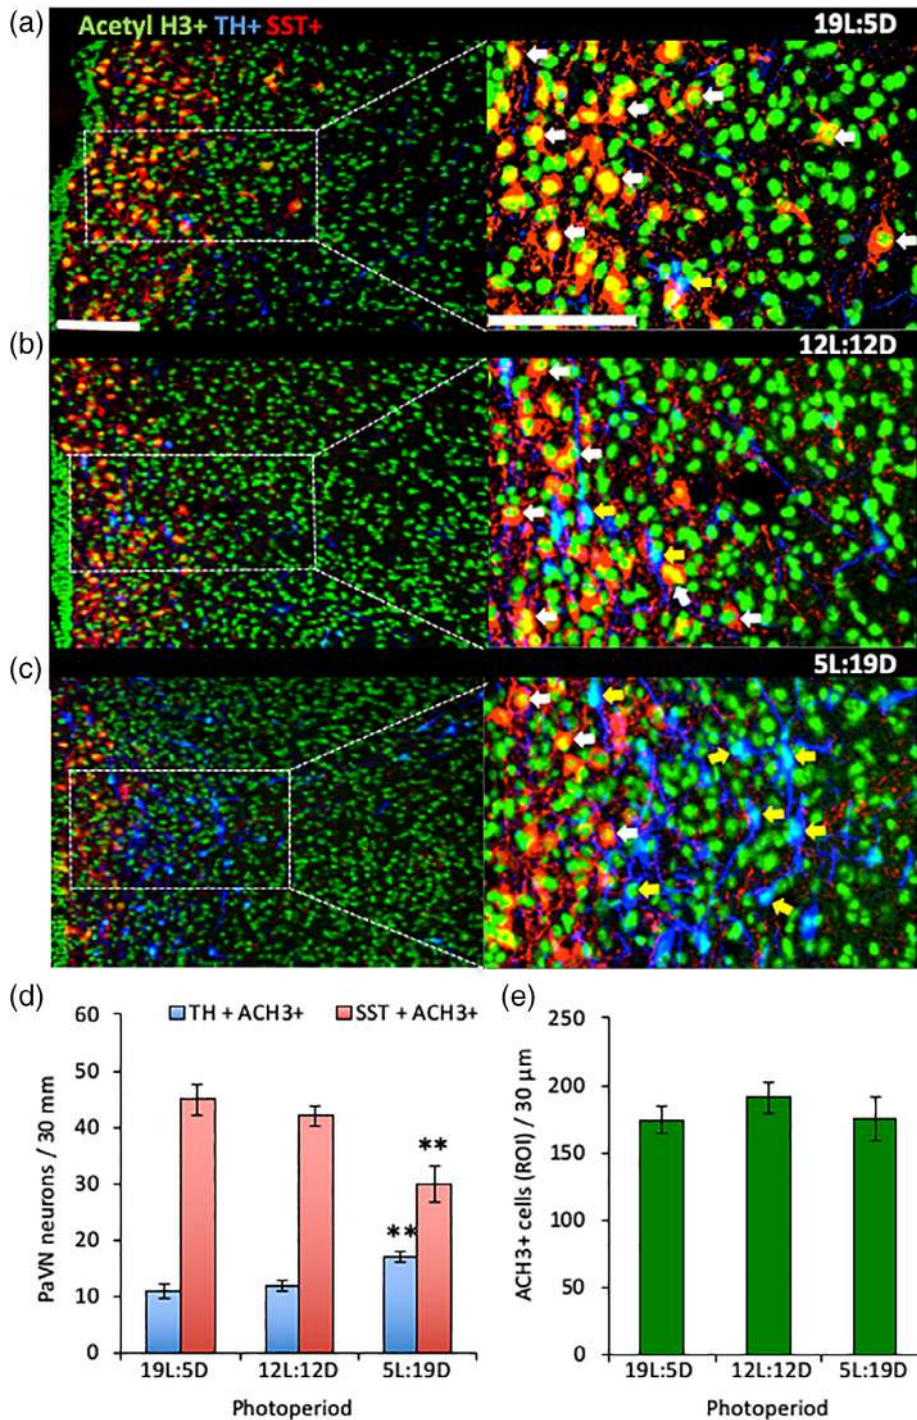 (a)
Acetyl H3+ TH+ SST+
19L:5D
(b)
12L:12D
(c)
5L:19D
(d)
60
50
40
30
20
10
0
PaVN neurons / 30 mm
TH + ACH3+
SST + ACH3+
**
**
19L:5D
12L:12D
5L:19D
Photoperiod
(e)
250
200
150
100
50
0
ACH3+ cells (ROI) / 30 µm
19L:5D
12L:12D
5L:19D
Photoperiod